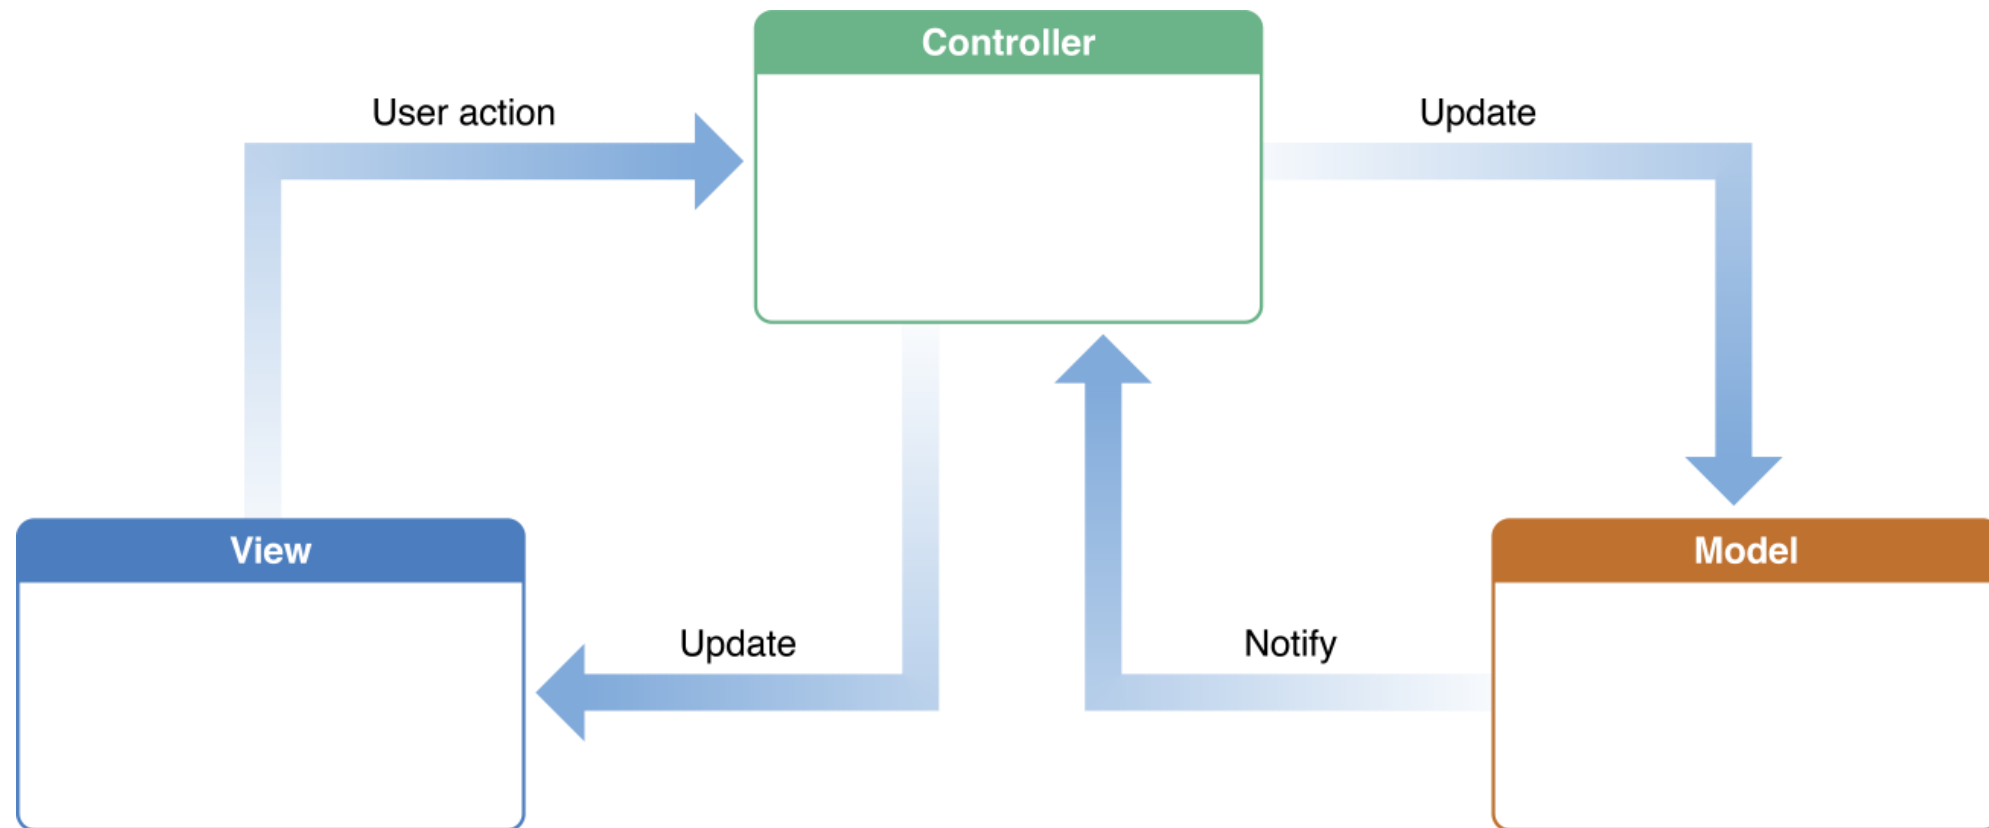 Controller
User action
Update
View
Model
Update
Notify